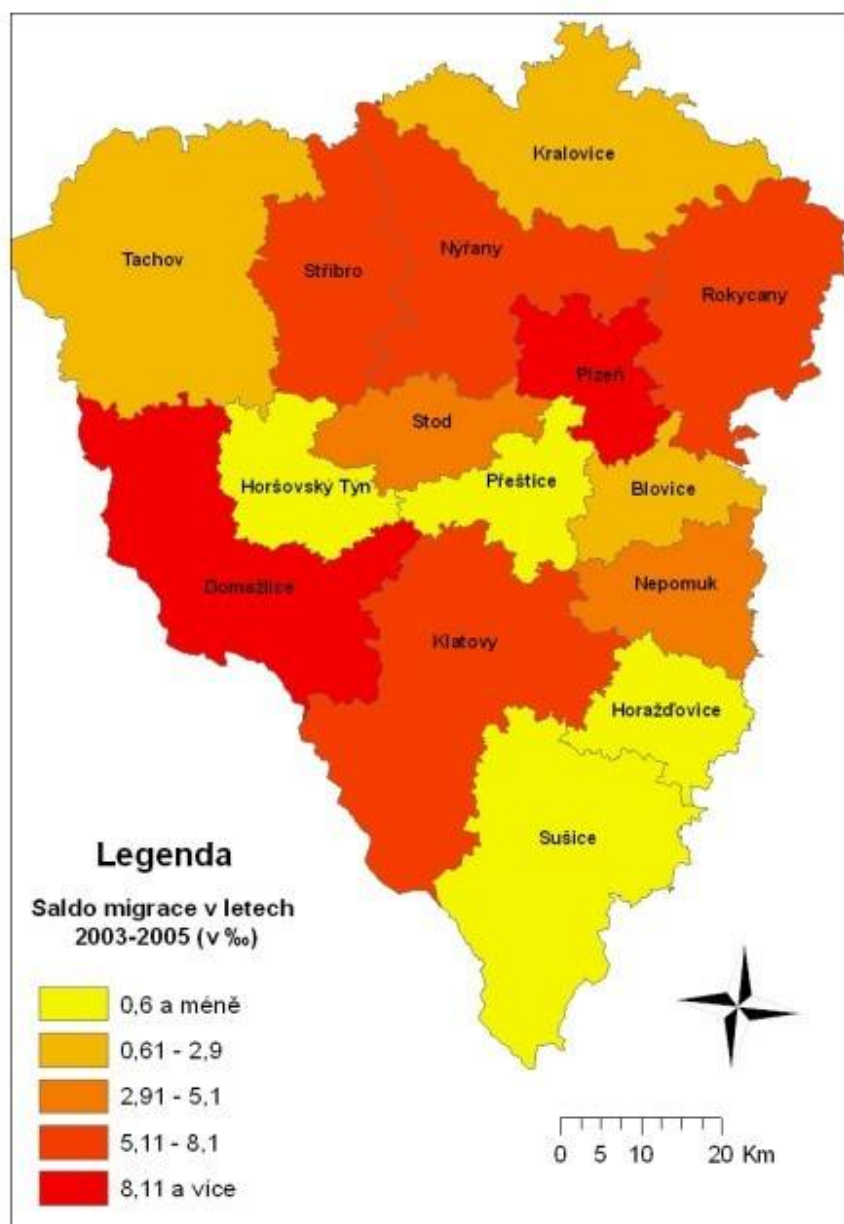 Kralovice
Tachov
Stříbro
Nýřany
Rokycany
Plzeň
Stod
Horšovský Týn
Přeštice
Blovice
Domažlice
Nepomuk
Klatovy
Horažďovice
Sušice
Legenda
Saldo migrace v letech
2003-2005 (v ‰)
0,6 a méně
0,61 - 2,9
2,91 - 5,1
5,11 - 8,1
8,11 a více
0 5 10 20 Km